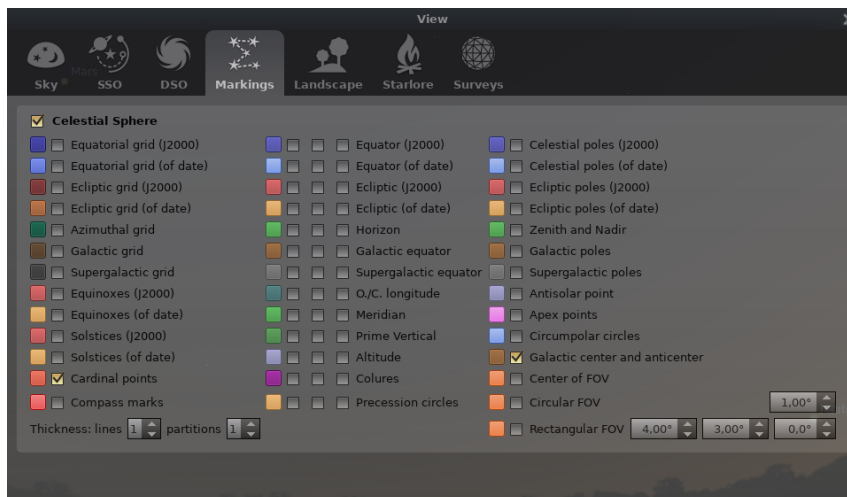 View
Mars
Sky SSO DSO Markings Landscape Starlore Surveys
Celestial Sphere
Equatorial grid (J2000) Equator (J2000) Celestial poles (J2000)
Equatorial grid (of date) Equator (of date) Celestial poles (of date)
Ecliptic grid (J2000) Ecliptic (J2000) Ecliptic poles (J2000)
Ecliptic grid (of date) Ecliptic (of date) Ecliptic poles (of date)
Azimuthal grid Horizon Zenith and Nadir
Galactic grid Galactic equator Galactic poles
Supergalactic grid Supergalactic equator Supergalactic poles
Equinoxes (J2000) O./C. longitude Antisolar point
Equinoxes (of date) Meridian Apex points
Solstices (J2000) Prime Vertical Circumpolar circles
Solstices (of date) Altitude Galactic center and anticenter
Cardinal points Colures Center of FOV
Compass marks Precession circles Circular FOV 1,00°
Thickness: lines 1 partitions 1 Rectangular FOV 4,00° 3,00° 0,0°